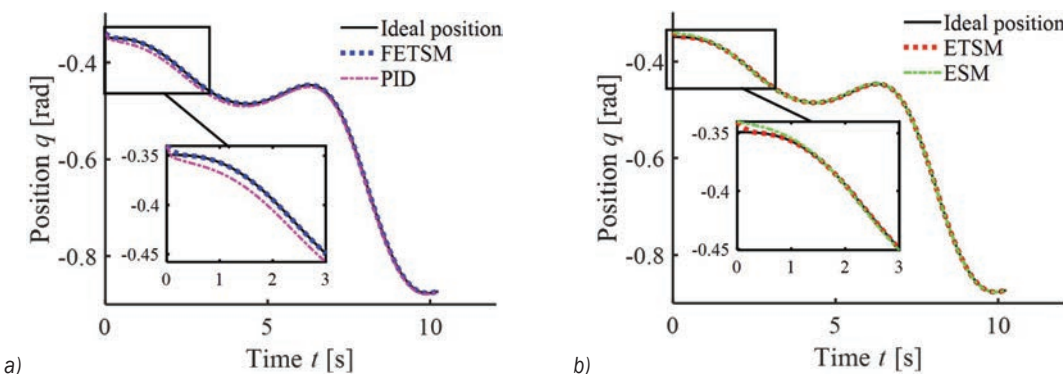 Ideal position
FETSM
PID
-0.4
-0.6
-0.8
Position q [rad]
-0.35
-0.4
-0.45
0 1 2 3
0 5 10
Time t [s]
a)
Ideal position
ETSM
ESM
-0.4
-0.6
-0.8
Position q [rad]
-0.35
-0.4
-0.45
0 1 2 3
0 5 10
Time t [s]
b)